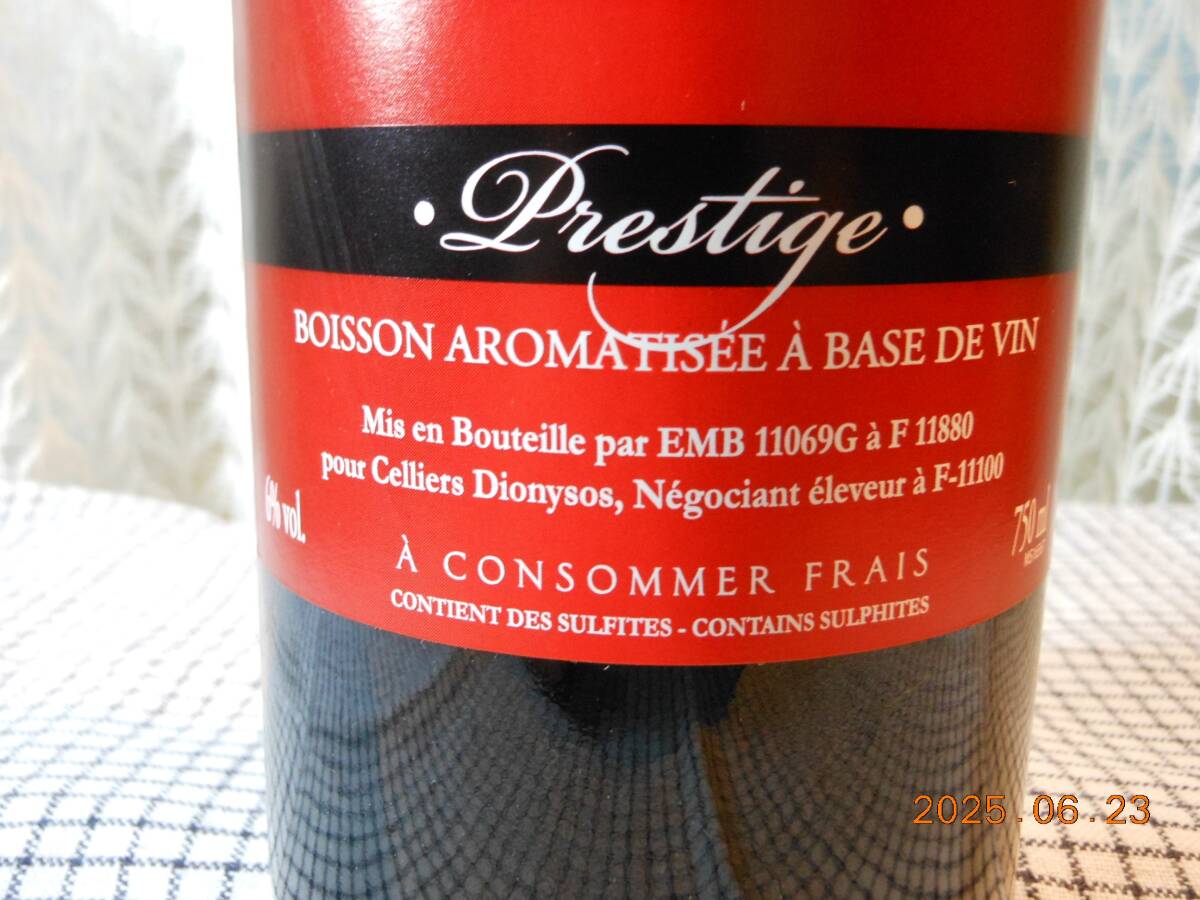 • Prestige •
BOISSON AROMATISÉE À BASE DE VIN
Mis en Bouteille par EMB 11069G à F 11880
pour Celliers Dionysos, Négociant éleveur à F-11100
6% vol.
750 ml
À CONSOMMER FRAIS
CONTIENT DES SULFITES - CONTAINS SULPHITES
2025.06.23